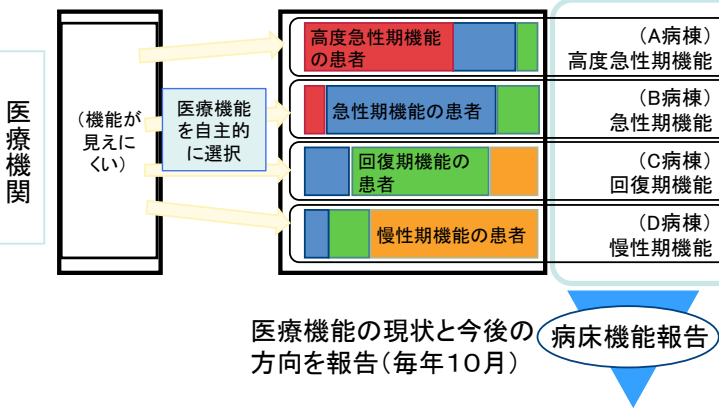 医療機関
(機能が
見えに
くい)
医療機能
を自主的
に選択
高度急性期機能
の患者
(A病棟)
高度急性期機能
急性期機能の患者
(B病棟)
急性期機能
回復期機能の
患者
(C病棟)
回復期機能
慢性期機能の患者
(D病棟)
慢性期機能
医療機能の現状と今後の
方向を報告(毎年10月)
病床機能報告